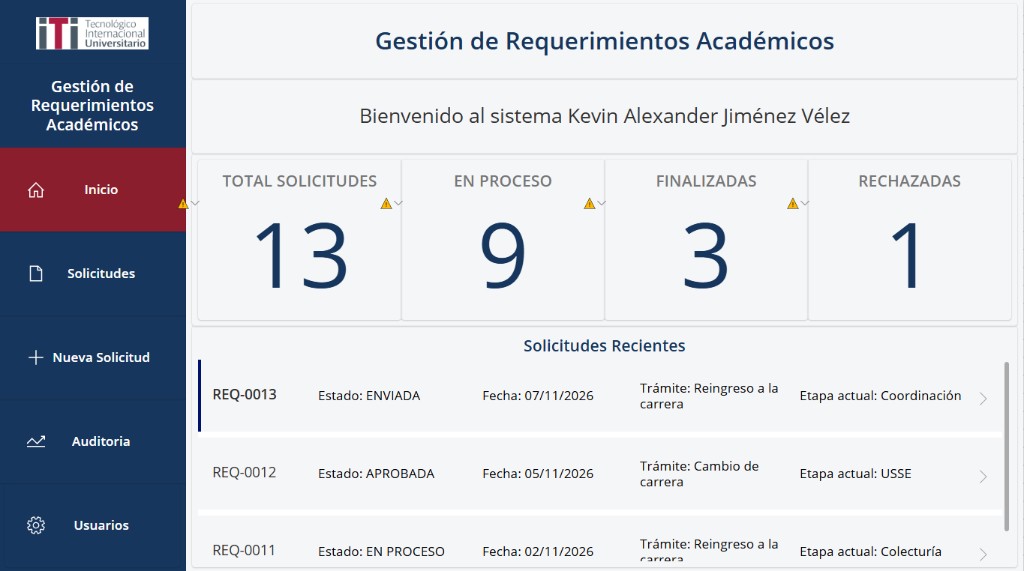 iTi Tecnológico
Internacional
Universitario
Gestión de
Requerimientos
Académicos
Inicio
Solicitudes
Nueva Solicitud
Auditoria
Usuarios
Gestión de Requerimientos Académicos
Bienvenido al sistema Kevin Alexander Jiménez Vélez
TOTAL SOLICITUDES
13
EN PROCESO
9
FINALIZADAS
3
RECHAZADAS
1
Solicitudes Recientes
REQ-0013 Estado: ENVIADA Fecha: 07/11/2026 Trámite: Reingreso a la
carrera Etapa actual: Coordinación
REQ-0012 Estado: APROBADA Fecha: 05/11/2026 Trámite: Cambio de
carrera Etapa actual: USSE
REQ-0011 Estado: EN PROCESO Fecha: 02/11/2026 Trámite: Reingreso a la
carrera Etapa actual: Colecturía